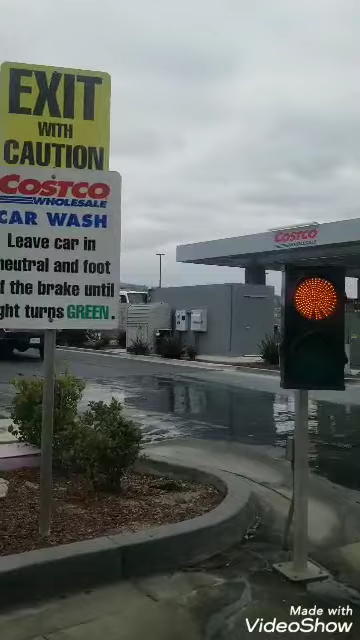 EXIT
WITH
CAUTION
COSTCO
WHOLESALE
CAR WASH
Leave car in
neutral and foot
f the brake until
ght turns GREEN.
COSTCO
WHOLESALE
Made with
VideoShow